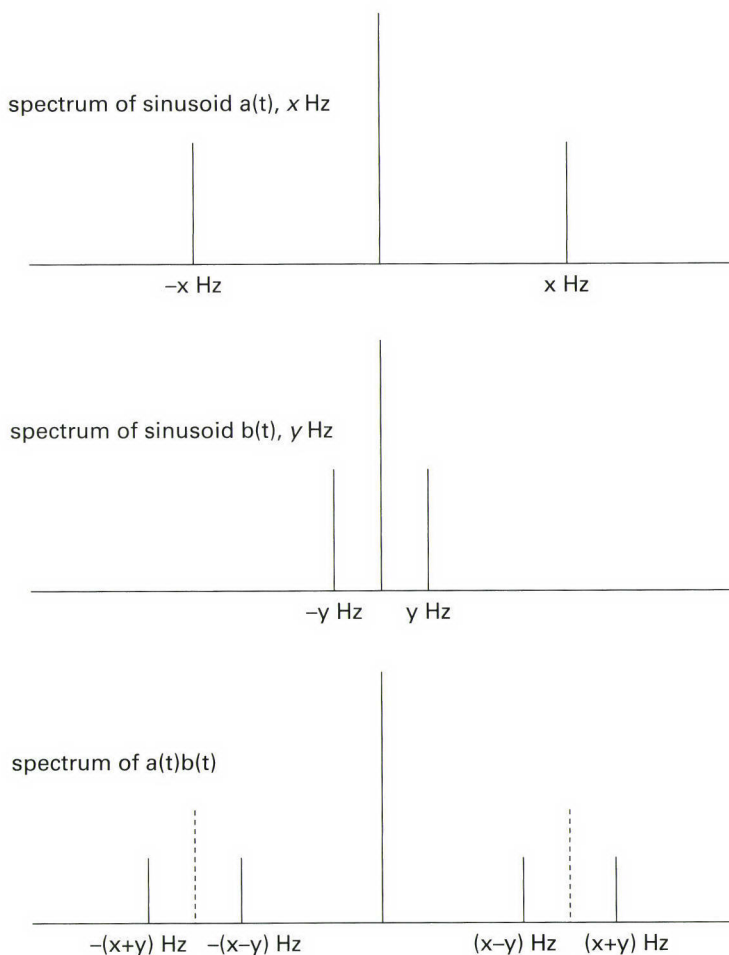 spectrum of sinusoid a(t), x Hz
–x Hz x Hz
spectrum of sinusoid b(t), y Hz
–y Hz y Hz
spectrum of a(t)b(t)
–(x+y) Hz –(x–y) Hz (x–y) Hz (x+y) Hz